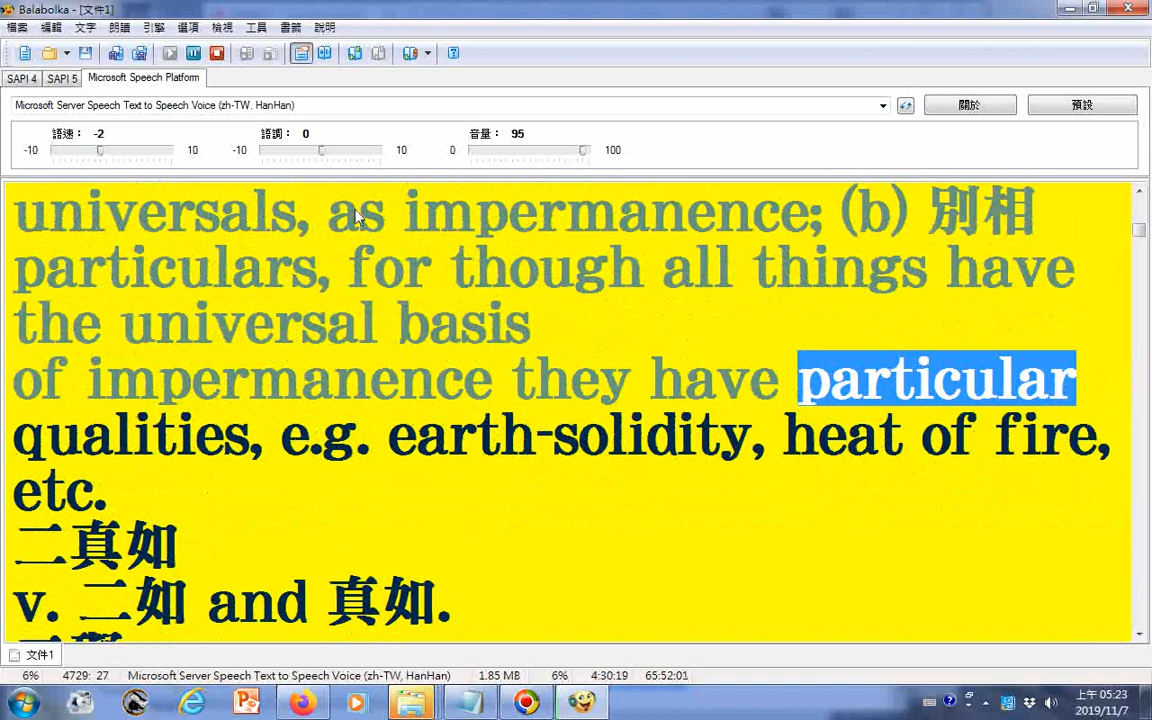 Balabolka - [文件1]
檔案 編輯 文字 朗讀 引擎 選項 檢視 工具 書籤 說明
SAPI 4 SAPI 5 Microsoft Speech Platform
Microsoft Server Speech Text to Speech Voice (zh-TW, HanHan) 關於 預設
語速： -2 語調： 0 音量： 95
-10 10 -10 10 0 100
universals, as impermanence; (b) 別相
particulars, for though all things have
the universal basis
of impermanence they have particular
qualities, e.g. earth-solidity, heat of fire,
etc.
二真如
v. 二如 and 真如.
文件1
6% 4729: 27 Microsoft Server Speech Text to Speech Voice (zh-TW, HanHan) 1.85 MB 6% 4:30:19 65:52:01
上午 05:23
2019/11/7